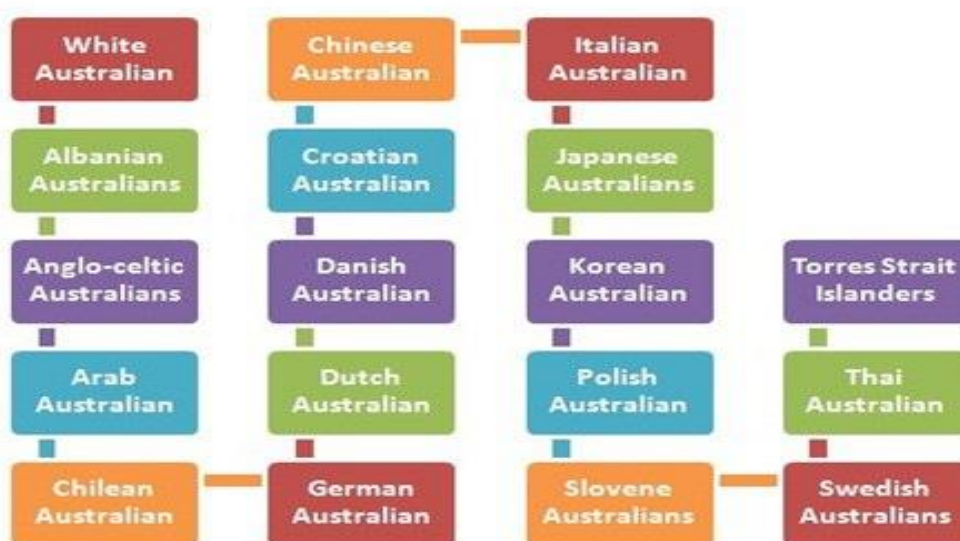 White
Australian
Albanian
Australians
Anglo-celtic
Australians
Arab
Australian
Chilean
Australian
German
Australian
Dutch
Australian
Danish
Australian
Croatian
Australian
Chinese
Australian
Italian
Australian
Japanese
Australians
Korean
Australian
Polish
Australian
Slovene
Australians
Swedish
Australians
Thai
Australian
Torres Strait
Islanders